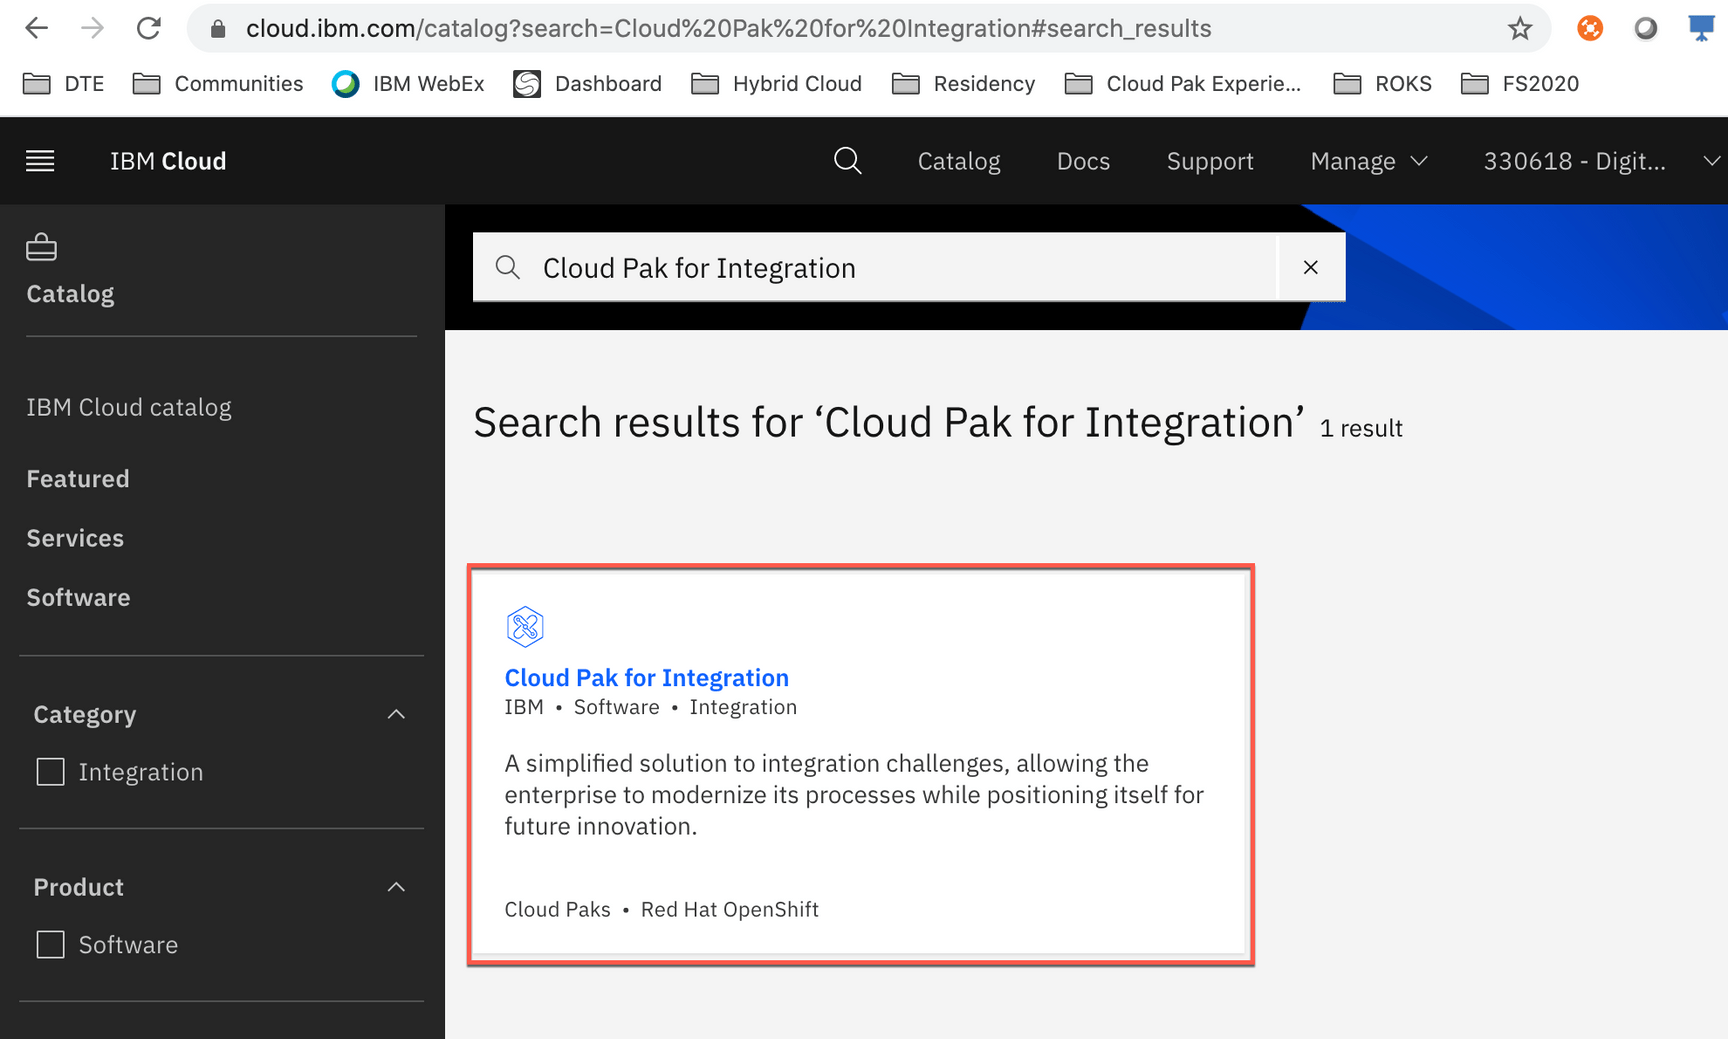 cloud.ibm.com/catalog?search=Cloud%20Pak%20for%20Integration#search_results
DTE Communities IBM WebEx Dashboard Hybrid Cloud Residency Cloud Pak Experie... ROKS FS2020
IBM Cloud Catalog Docs Support Manage 330618 - Digit...
Catalog
IBM Cloud catalog
Featured
Services
Software
Category
Integration
Product
Software
Cloud Pak for Integration
Search results for ‘Cloud Pak for Integration’ 1 result
Cloud Pak for Integration
IBM • Software • Integration
A simplified solution to integration challenges, allowing the
enterprise to modernize its processes while positioning itself for
future innovation.
Cloud Paks • Red Hat OpenShift